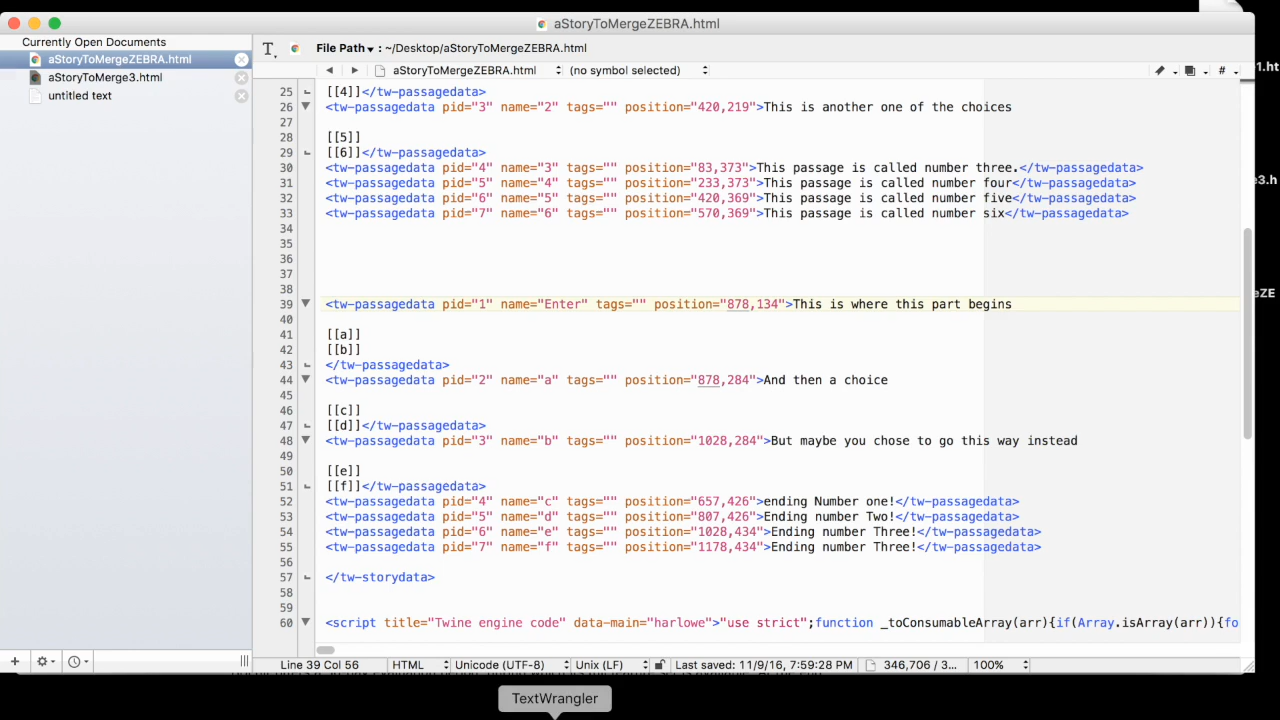 aStoryToMergeZEBRA.html
Currently Open Documents
aStoryToMergeZEBRA.html
aStoryToMerge3.html
untitled text
File Path ▾ : ~/Desktop/aStoryToMergeZEBRA.html
aStoryToMergeZEBRA.html (no symbol selected) #
25 [[4]]</tw-passagedata>
26 <tw-passagedata pid="3" name="2" tags="" position="420,219">This is another one of the choices
27
28 [[5]]
29 [[6]]</tw-passagedata>
30 <tw-passagedata pid="4" name="3" tags="" position="83,373">This passage is called number three.</tw-passagedata>
31 <tw-passagedata pid="5" name="4" tags="" position="233,373">This passage is called number four</tw-passagedata>
32 <tw-passagedata pid="6" name="5" tags="" position="420,369">This passage is called number five</tw-passagedata>
33 <tw-passagedata pid="7" name="6" tags="" position="570,369">This passage is called number six</tw-passagedata>
34
35
36
37
38
39 <tw-passagedata pid="1" name="Enter" tags="" position="878,134">This is where this part begins
40
41 [[a]]
42 [[b]]
43 </tw-passagedata>
44 <tw-passagedata pid="2" name="a" tags="" position="878,284">And then a choice
45
46 [[c]]
47 [[d]]</tw-passagedata>
48 <tw-passagedata pid="3" name="b" tags="" position="1028,284">But maybe you chose to go this way instead
49
50 [[e]]
51 [[f]]</tw-passagedata>
52 <tw-passagedata pid="4" name="c" tags="" position="657,426">ending Number one!</tw-passagedata>
53 <tw-passagedata pid="5" name="d" tags="" position="807,426">Ending number Two!</tw-passagedata>
54 <tw-passagedata pid="6" name="e" tags="" position="1028,434">Ending number Three!</tw-passagedata>
55 <tw-passagedata pid="7" name="f" tags="" position="1178,434">Ending number Three!</tw-passagedata>
56
57 </tw-storydata>
58
59
60 <script title="Twine engine code" data-main="harlowe">"use strict";function _toConsumableArray(arr){if(Array.isArray(arr)){fo
Line 39 Col 56 HTML Unicode (UTF-8) Unix (LF) Last saved: 11/9/16, 7:59:28 PM 346,706 / 3... 100%
TextWrangler
1.ht
e3.h
eZE